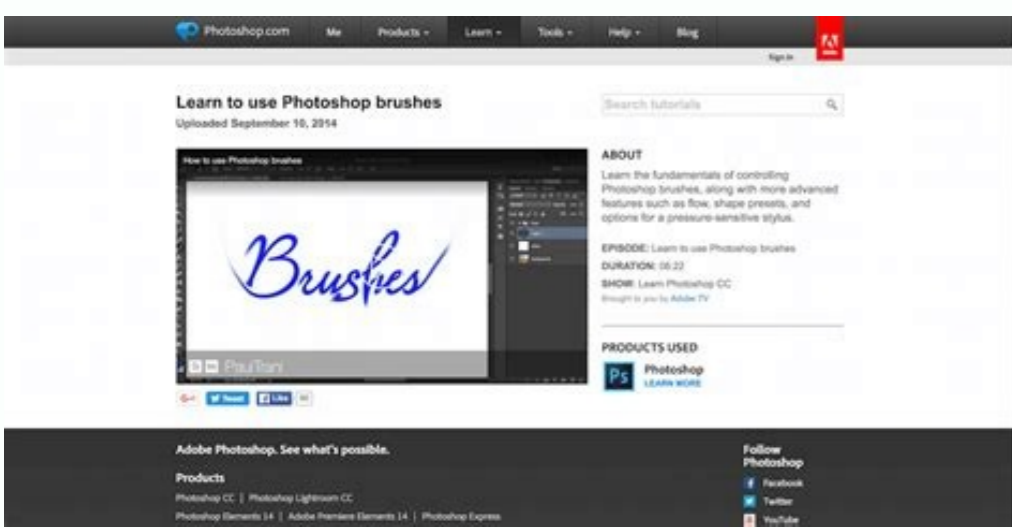 Photoshop.com
Me
Products
Learn
Tools
Help
Blog
Sign in
Learn to use Photoshop brushes
Uploaded September 10, 2014
Search tutorials
How to use Photoshop brushes
Brushes
PaulTrani
ABOUT
Learn the fundamentals of controlling
Photoshop brushes, along with more advanced
features such as flow, shape presets, and
options for a pressure-sensitive stylus.
EPISODE: Learn to use Photoshop brushes
DURATION: 06:22
SHOW: Learn Photoshop CC
Brought to you by Adobe TV
PRODUCTS USED
Ps
Photoshop
LEARN MORE
G+
Tweet
Like
Adobe Photoshop. See what's possible.
Products
Photoshop CC | Photoshop Lightroom CC
Photoshop Elements 14 | Adobe Premiere Elements 14 | Photoshop Express
Follow
Photoshop
Facebook
Twitter
YouTube